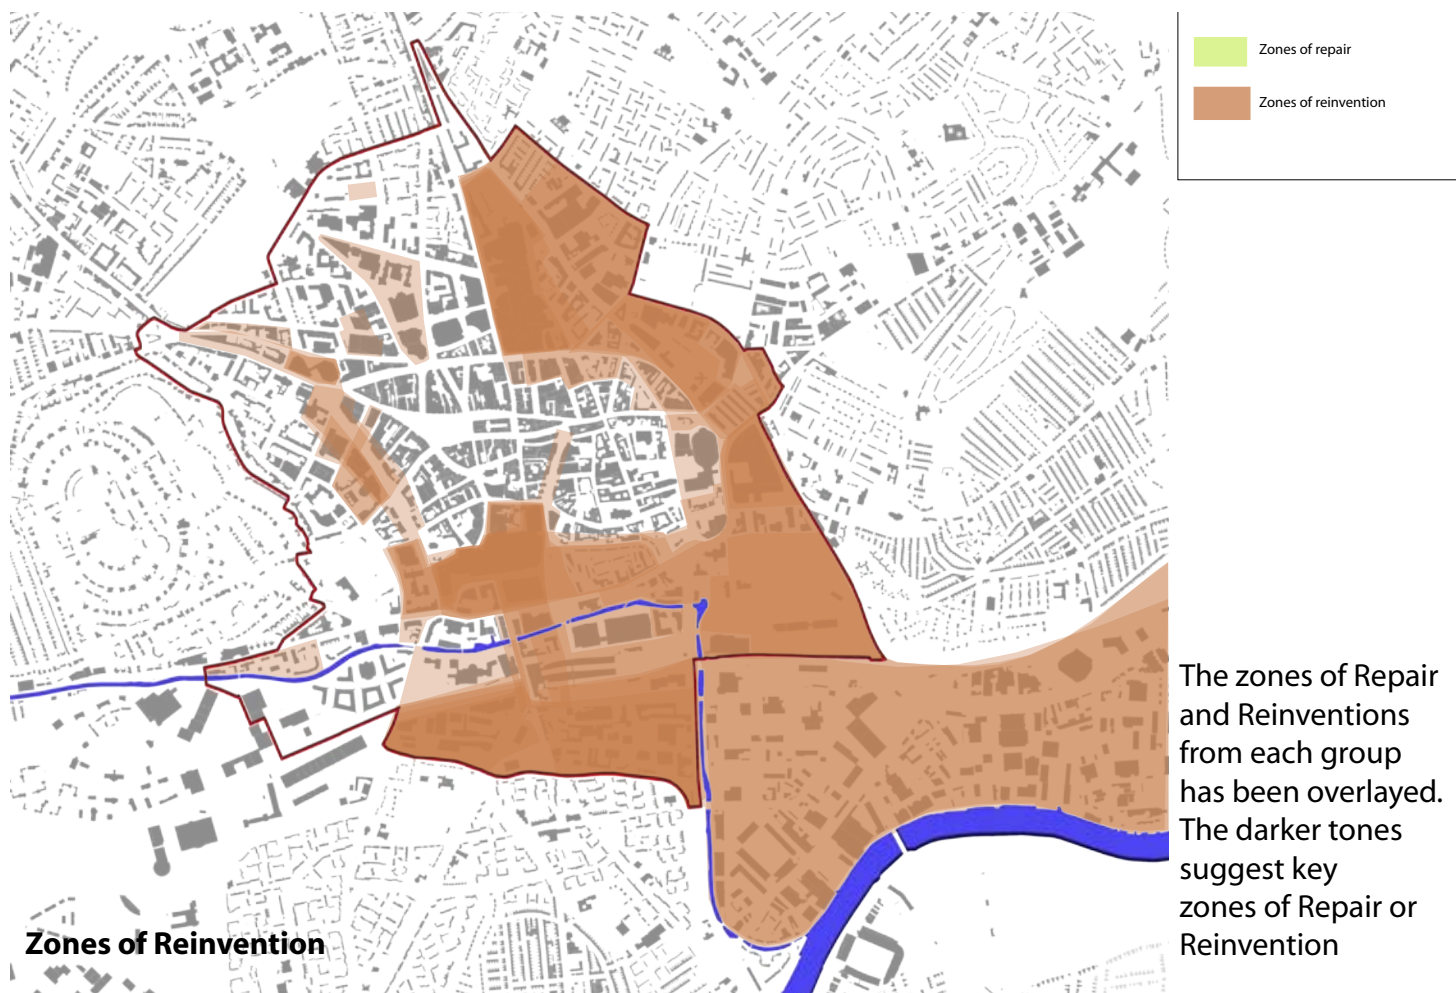 Zones of repair
Zones of reinvention
The zones of Repair
and Reinventions
from each group
has been overlayed.
The darker tones
suggest key
zones of Repair or
Reinvention
Zones of Reinvention